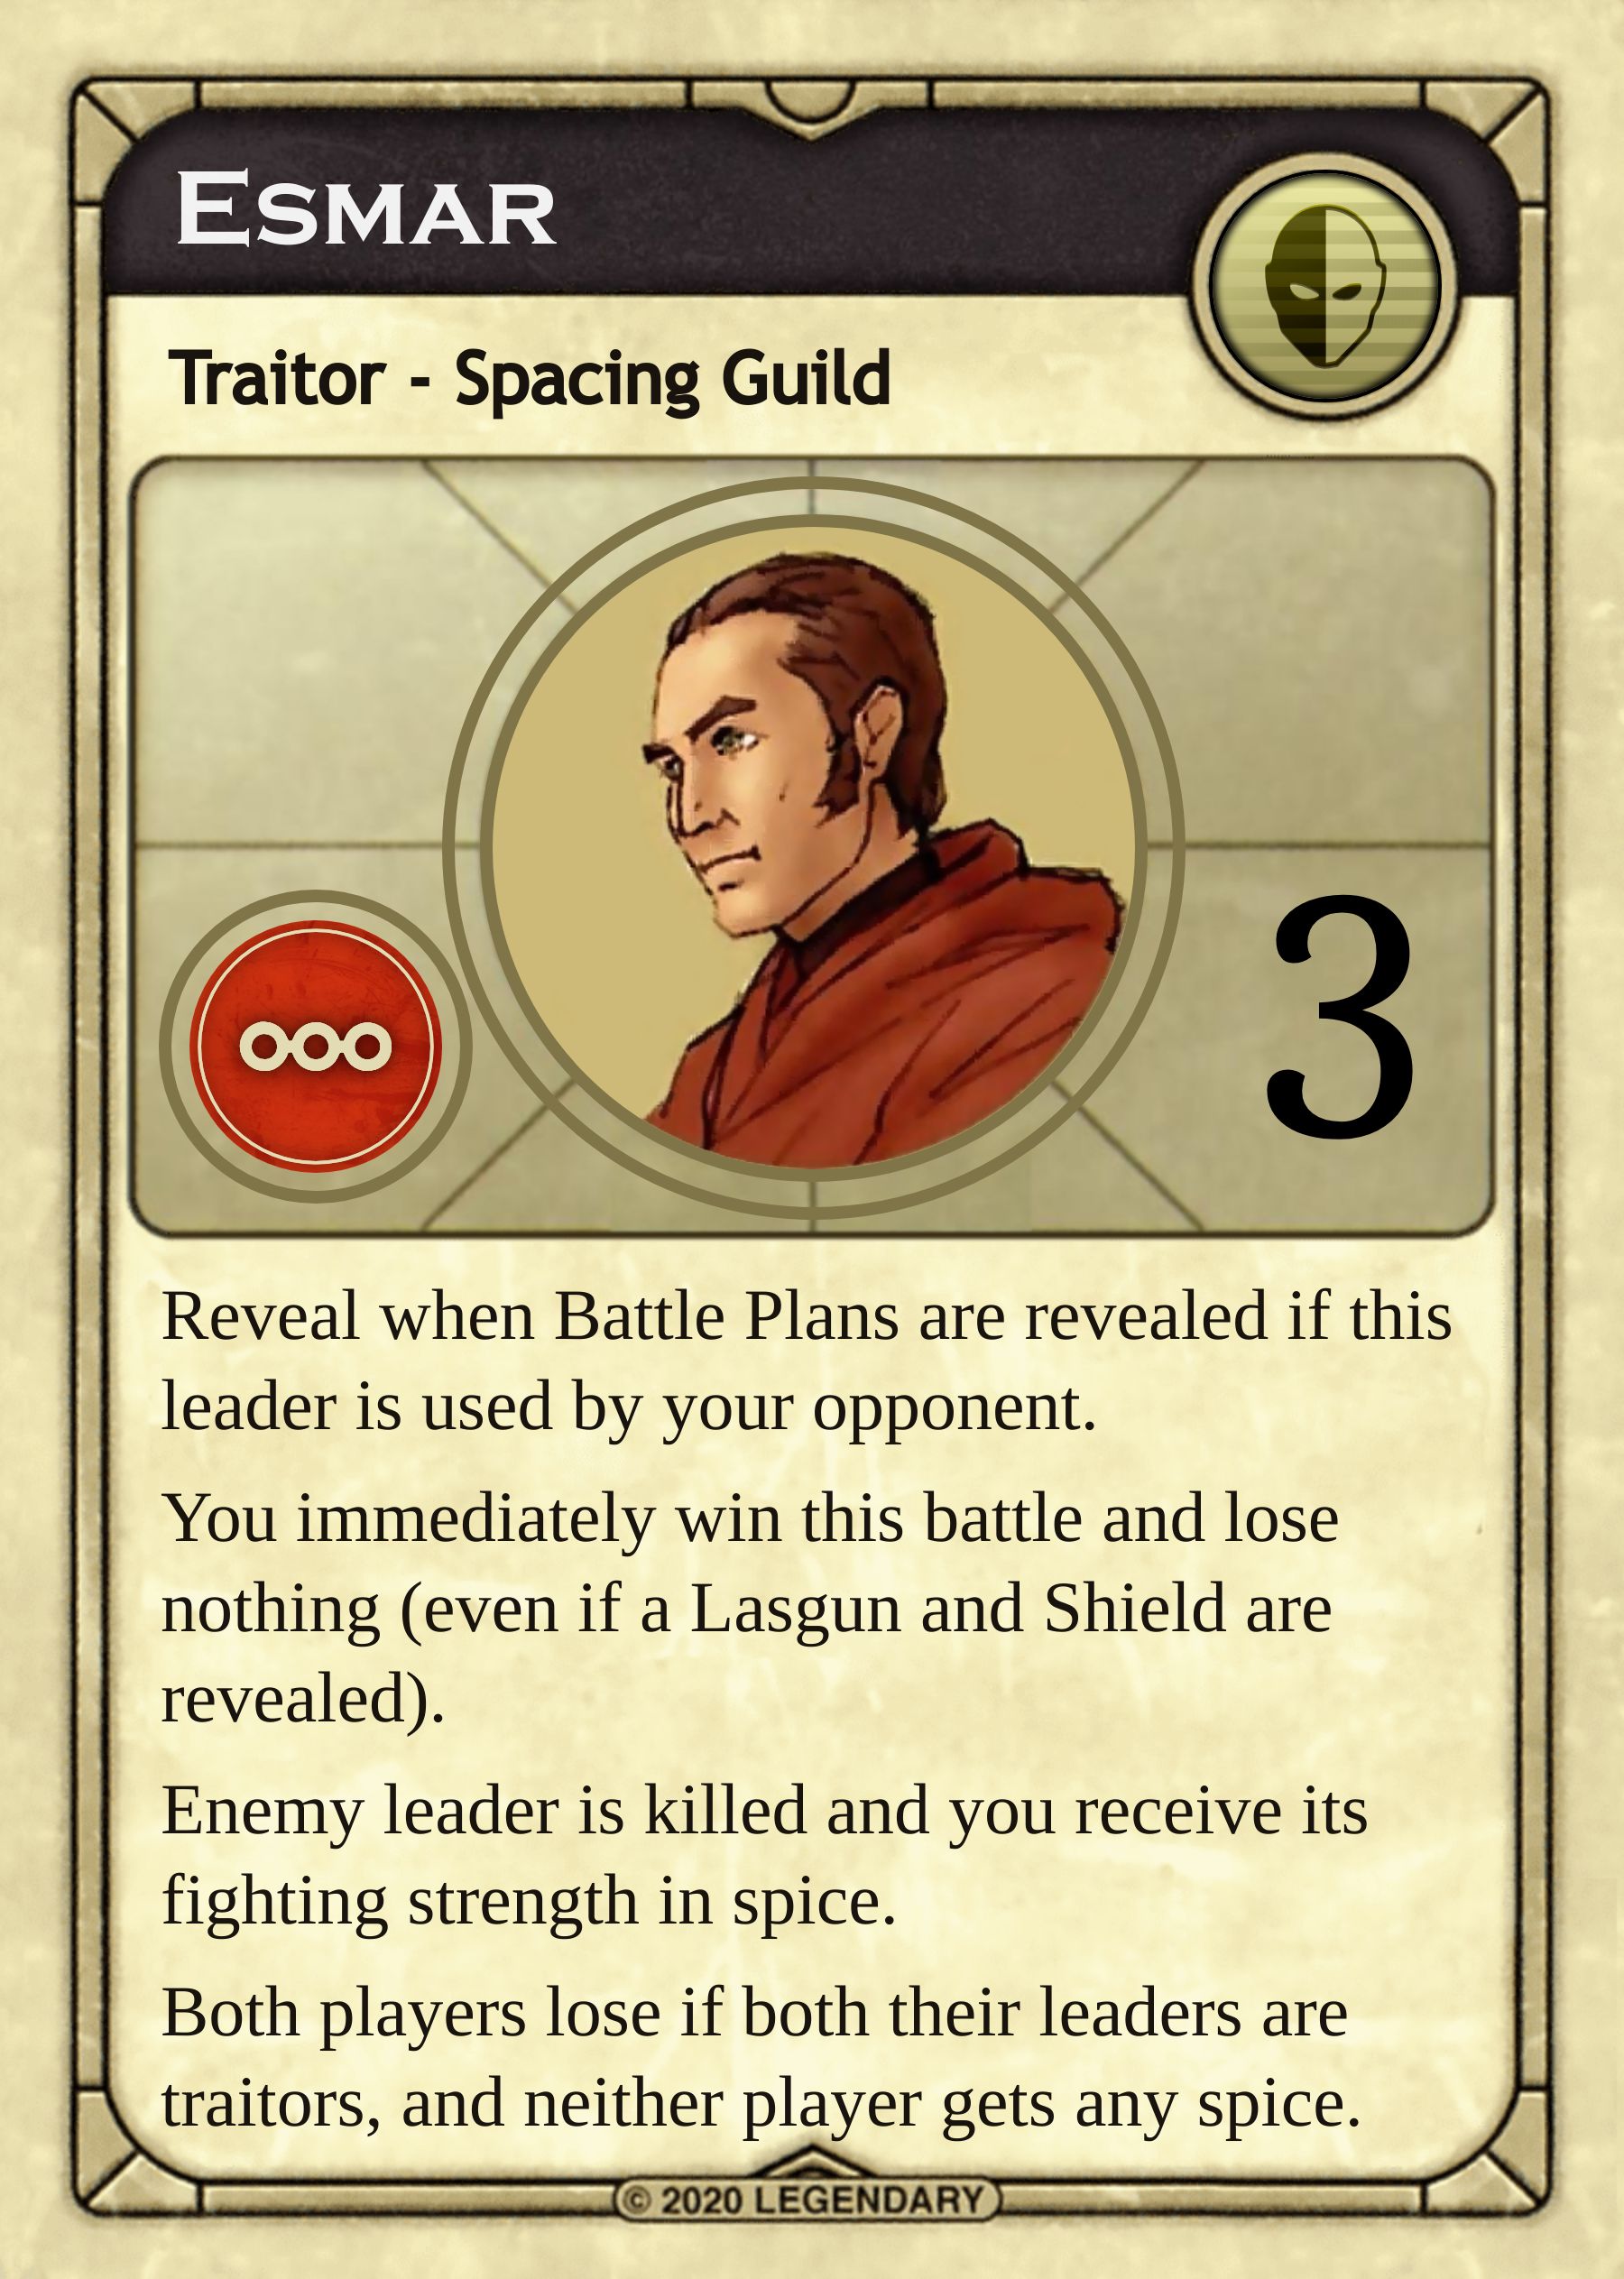 Esmar
Traitor - Spacing Guild
3
Reveal when Battle Plans are revealed if this
leader is used by your opponent.
You immediately win this battle and lose
nothing (even if a Lasgun and Shield are
revealed).
Enemy leader is killed and you receive its
fighting strength in spice.
Both players lose if both their leaders are
traitors, and neither player gets any spice.
© 2020 LEGENDARY